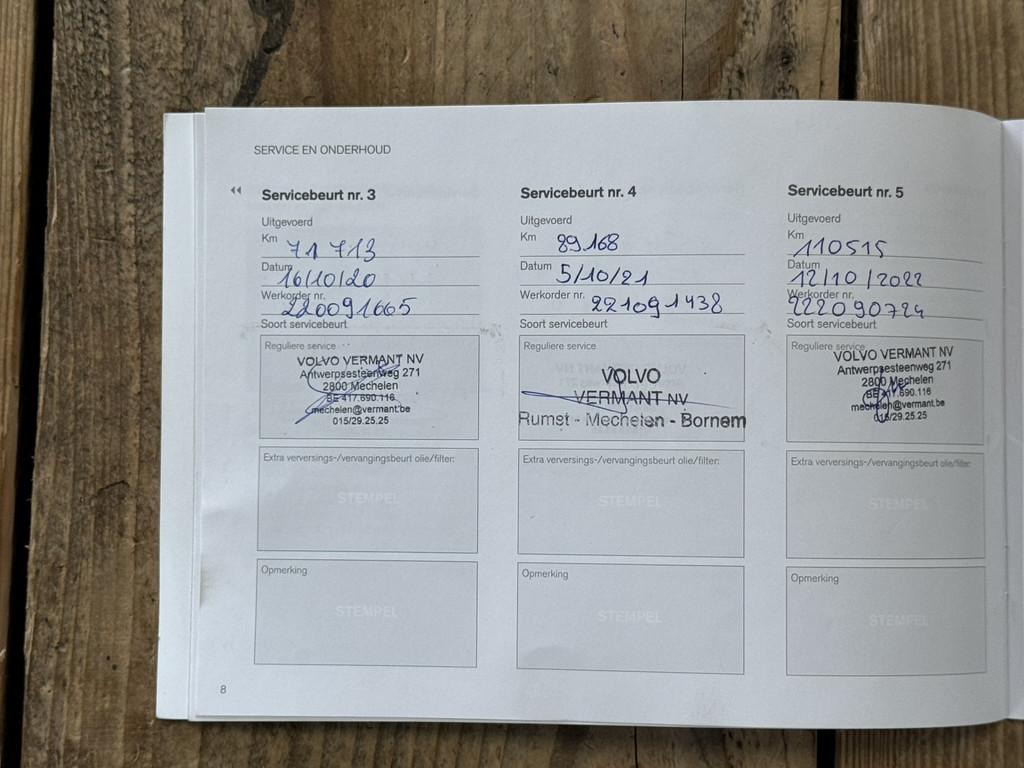 SERVICE EN ONDERHOUD
Servicebeurt nr. 3
Uitgevoerd
Km 71 713
Datum 16/10/20
Werkorder nr. 220091665
Soort servicebeurt
Reguliere service
VOLVO VERMANT NV
Antwerpsesteenweg 271
2800 Mechelen
BE 417.690.116
mechelen@vermant.be
015/29.25.25
Extra verversings-/vervangingsbeurt olie/filter:
STEMPEL
Opmerking
STEMPEL
Servicebeurt nr. 4
Uitgevoerd
Km 89168
Datum 5/10/21
Werkorder nr. 221091438
Soort servicebeurt
Reguliere service
VOLVO
VERMANT NV
Rumst - Mechelen - Bornem
Extra verversings-/vervangingsbeurt olie/filter:
STEMPEL
Opmerking
STEMPEL
Servicebeurt nr. 5
Uitgevoerd
Km 110515
Datum 12/10/2022
Werkorder nr. 222090724
Soort servicebeurt
Reguliere service
VOLVO VERMANT NV
Antwerpsesteenweg 271
2800 Mechelen
BE 417.690.116
mechelen@vermant.be
015/29.25.25
Extra verversings-/vervangingsbeurt olie/filter:
STEMPEL
Opmerking
STEMPEL
8